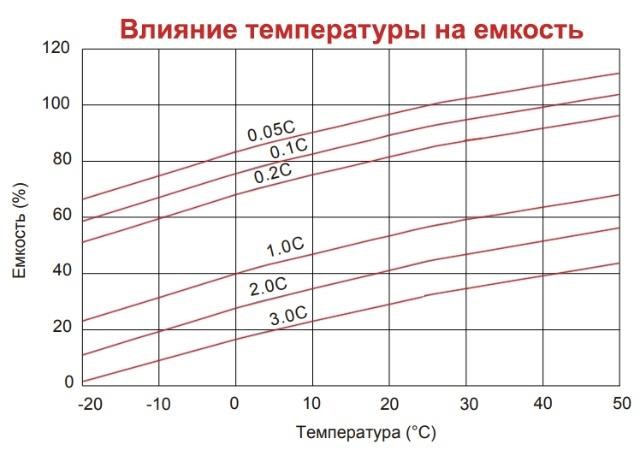 Влияние температуры на емкость
120
100
80
60
40
20
0
Емкость (%)
0.05C
0.1C
0.2C
1.0C
2.0C
3.0C
-20 -10 0 10 20 30 40 50
Температура (°C)